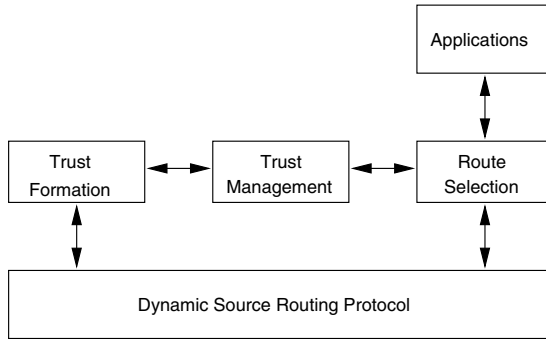 Applications
Trust
Formation
Trust
Management
Route
Selection
Dynamic Source Routing Protocol